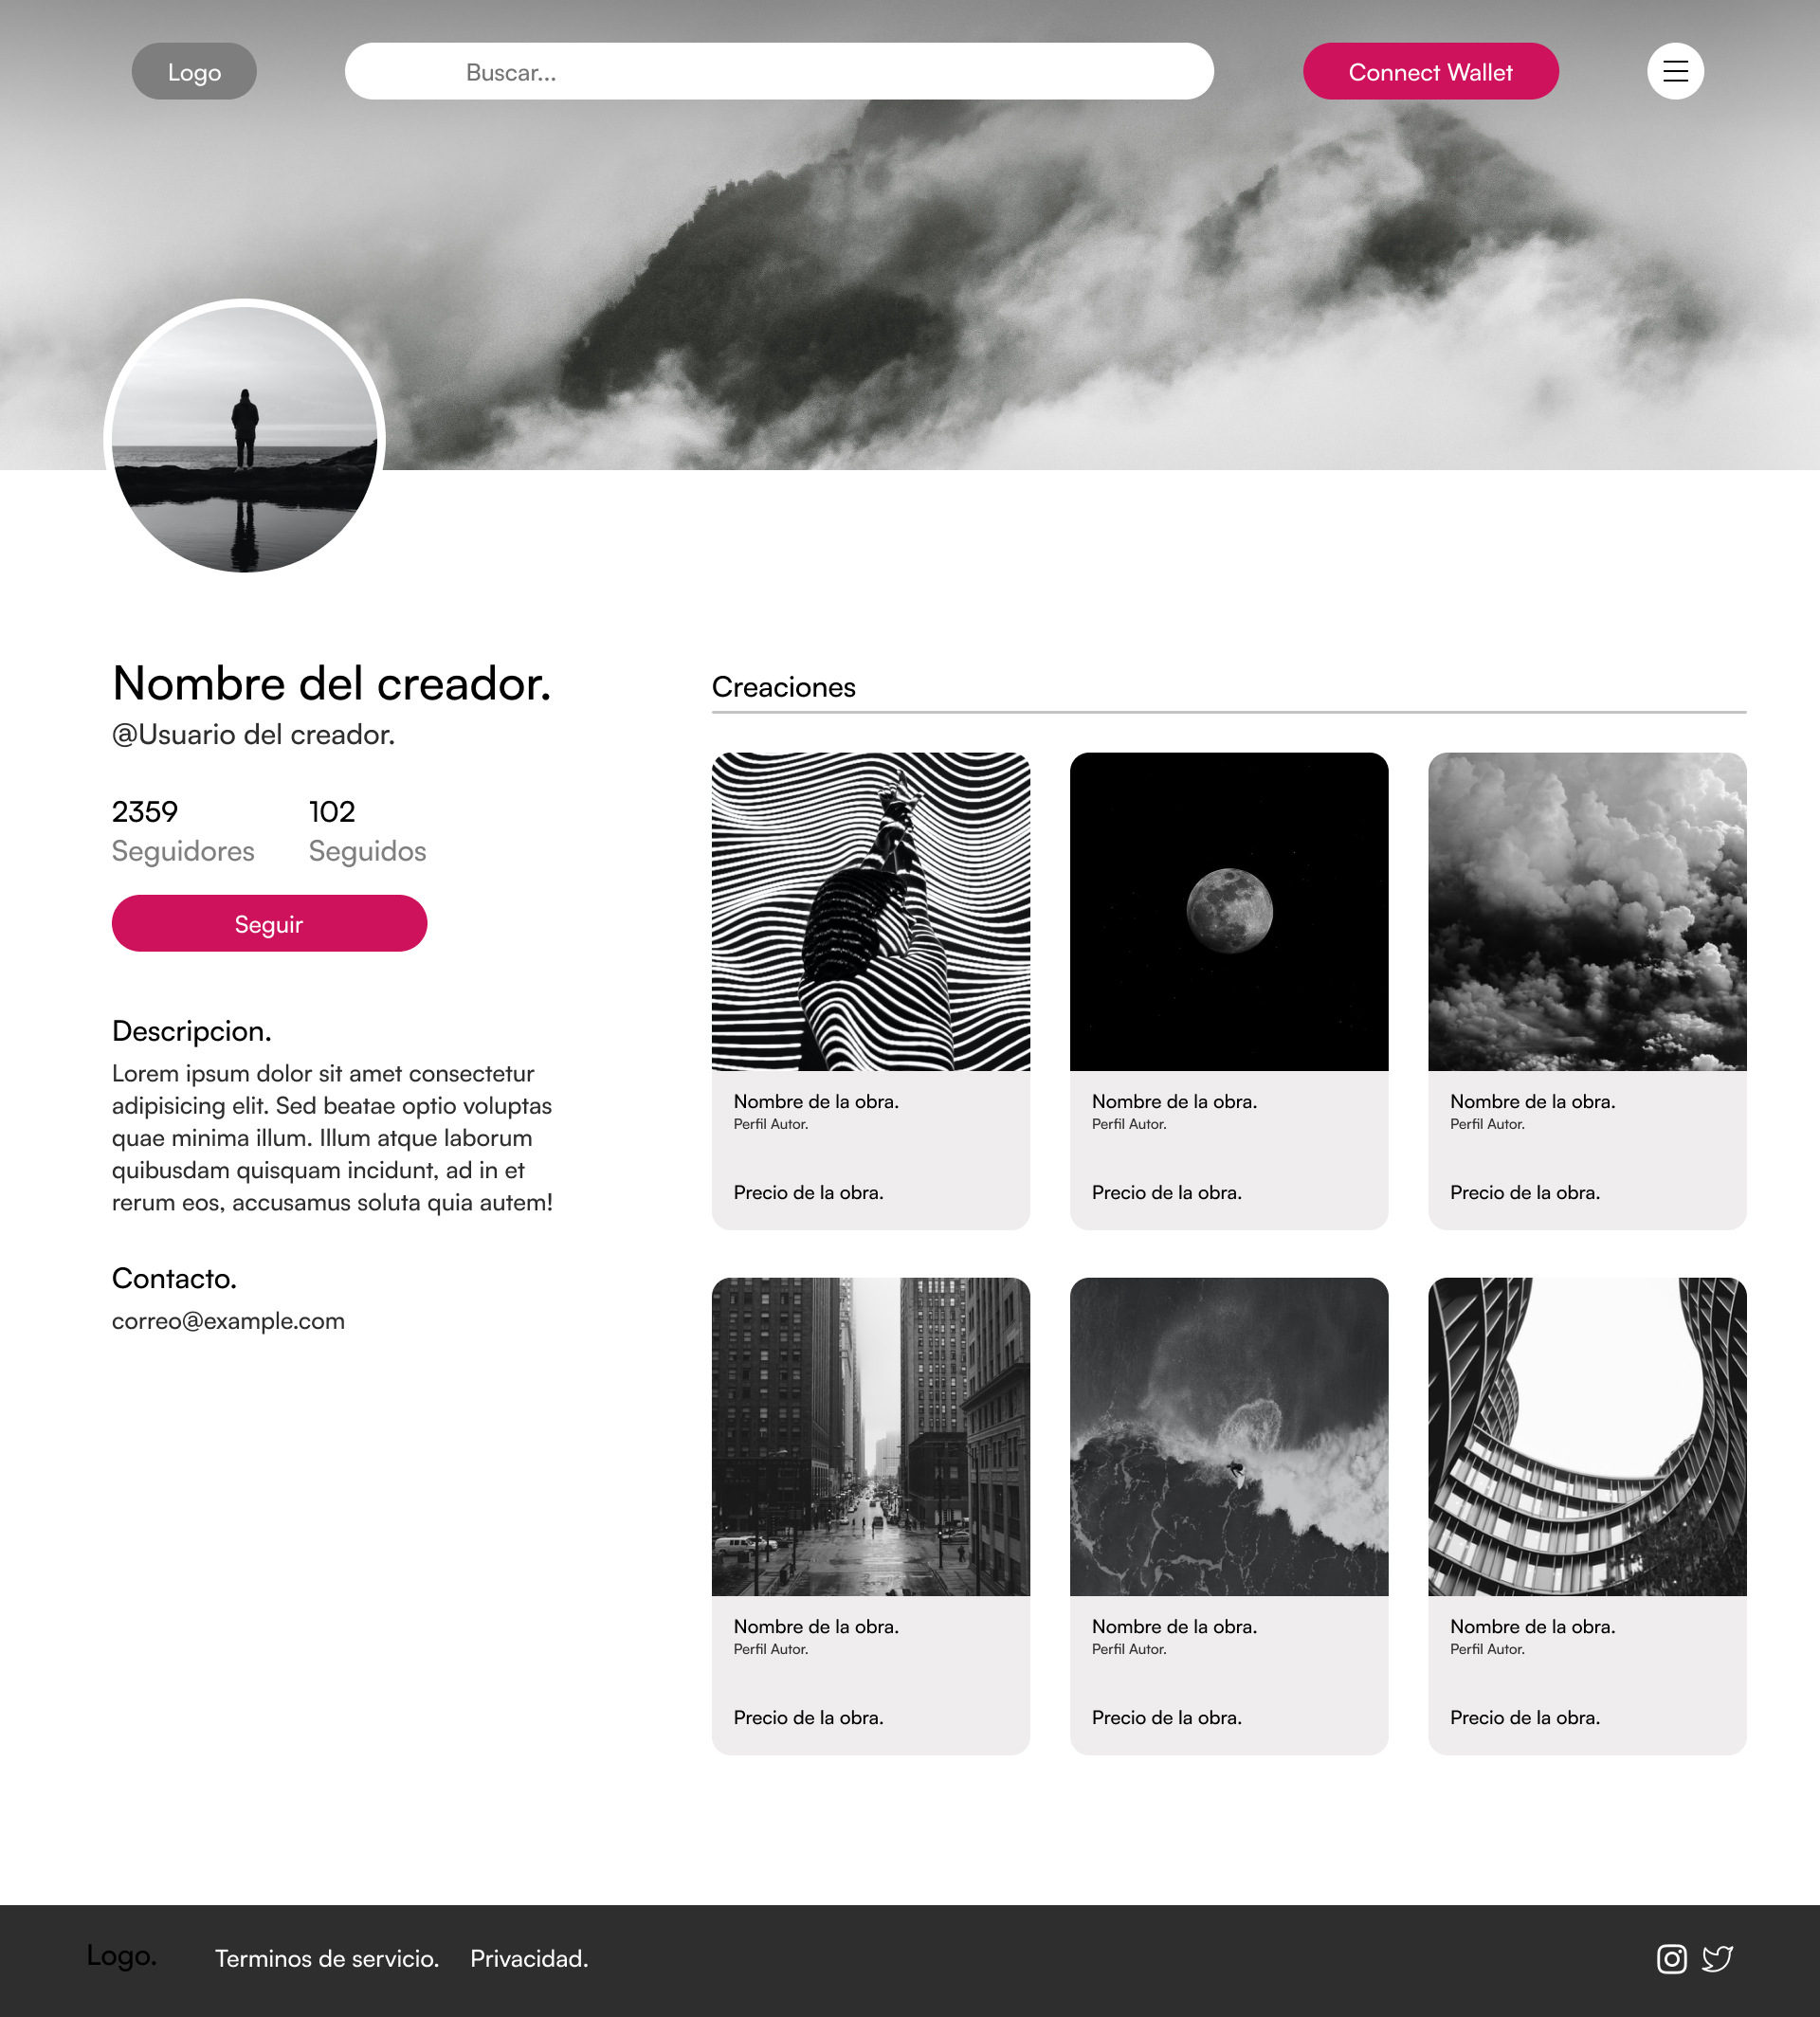 Logo
Buscar...
Connect Wallet
Nombre del creador.
@Usuario del creador.
2359
102
Seguidores
Seguidos
Seguir
Descripcion.
Lorem ipsum dolor sit amet consectetur
adipisicing elit. Sed beatae optio voluptas
quae minima illum. Illum atque laborum
quibusdam quisquam incidunt, ad in et
rerum eos, accusamus soluta quia autem!
Contacto.
correo@example.com
Creaciones
Nombre de la obra.
Perfil Autor.
Precio de la obra.
Nombre de la obra.
Perfil Autor.
Precio de la obra.
Nombre de la obra.
Perfil Autor.
Precio de la obra.
Nombre de la obra.
Perfil Autor.
Precio de la obra.
Nombre de la obra.
Perfil Autor.
Precio de la obra.
Nombre de la obra.
Perfil Autor.
Precio de la obra.
Logo.
Terminos de servicio.
Privacidad.